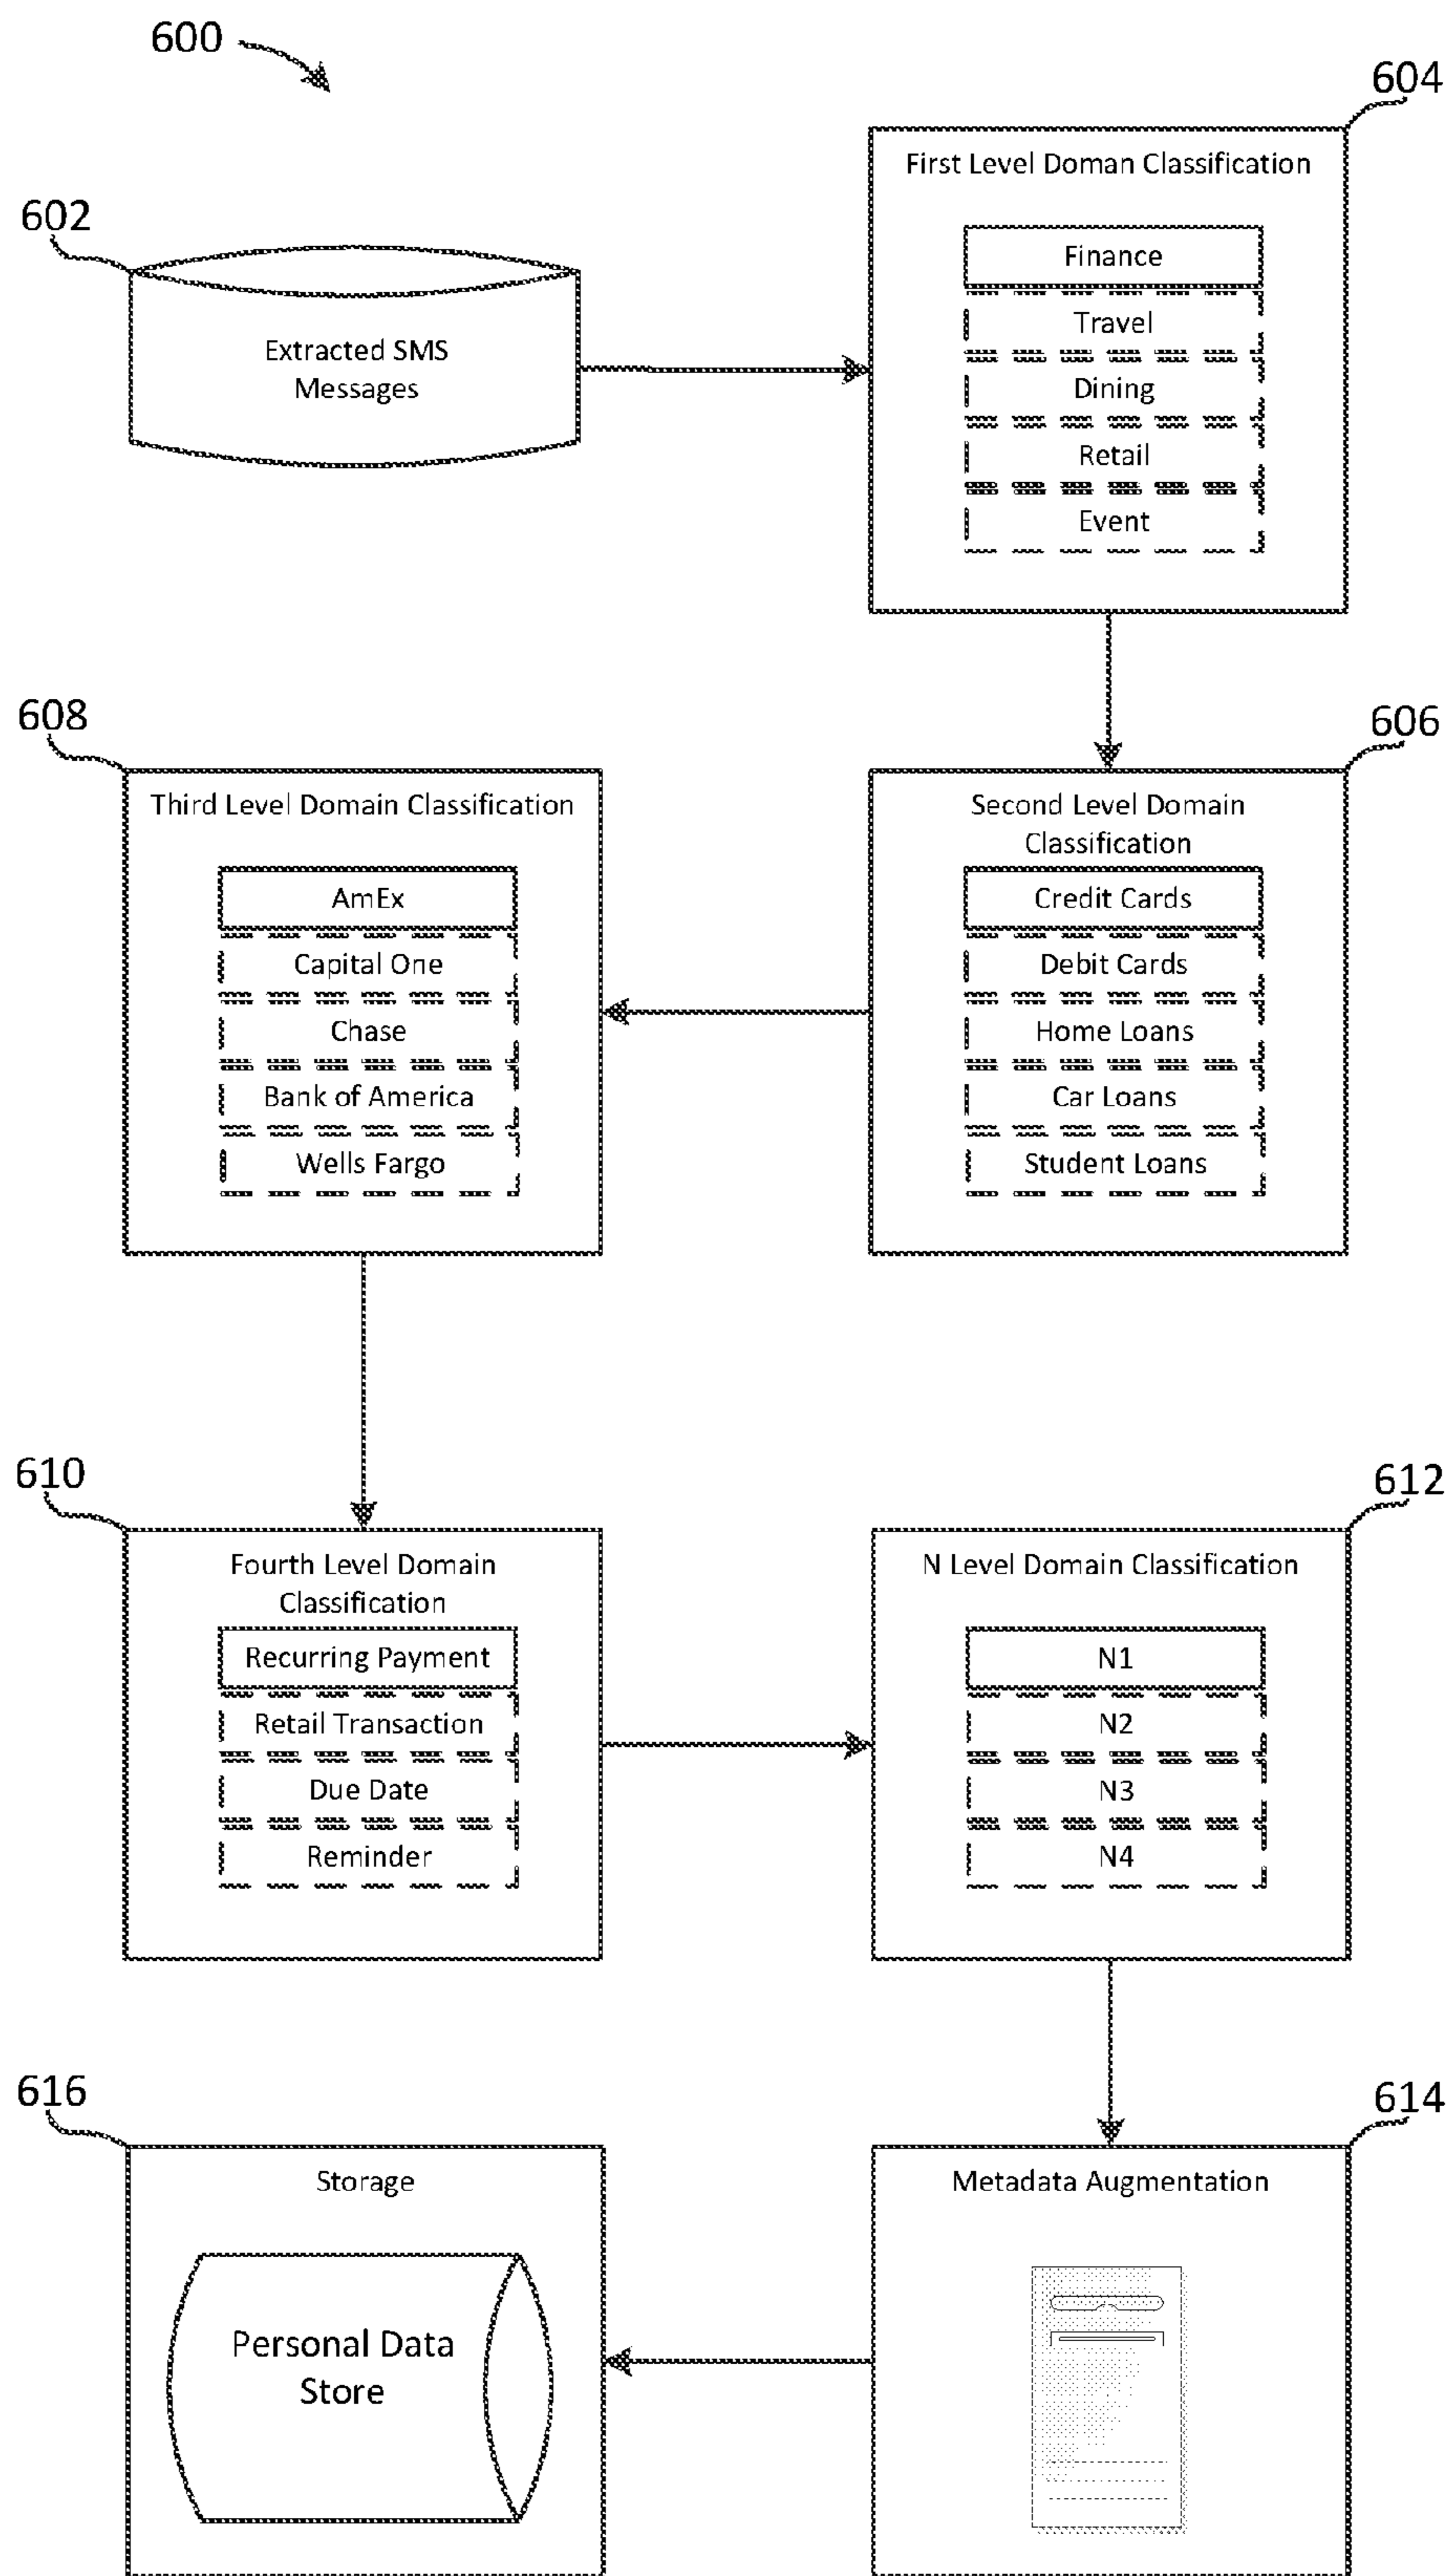 600
604
First Level Doman Classification
Finance
Travel
Dining
Retail
Event
602
Extracted SMS
Messages
608
Third Level Domain Classification
AmEx
Capital One
Chase
Bank of America
Wells Fargo
606
Second Level Domain
Classification
Credit Cards
Debit Cards
Home Loans
Car Loans
Student Loans
610
Fourth Level Domain
Classification
Recurring Payment
Retail Transaction
Due Date
Reminder
612
N Level Domain Classification
N1
N2
N3
N4
616
Storage
Personal Data
Store
614
Metadata Augmentation